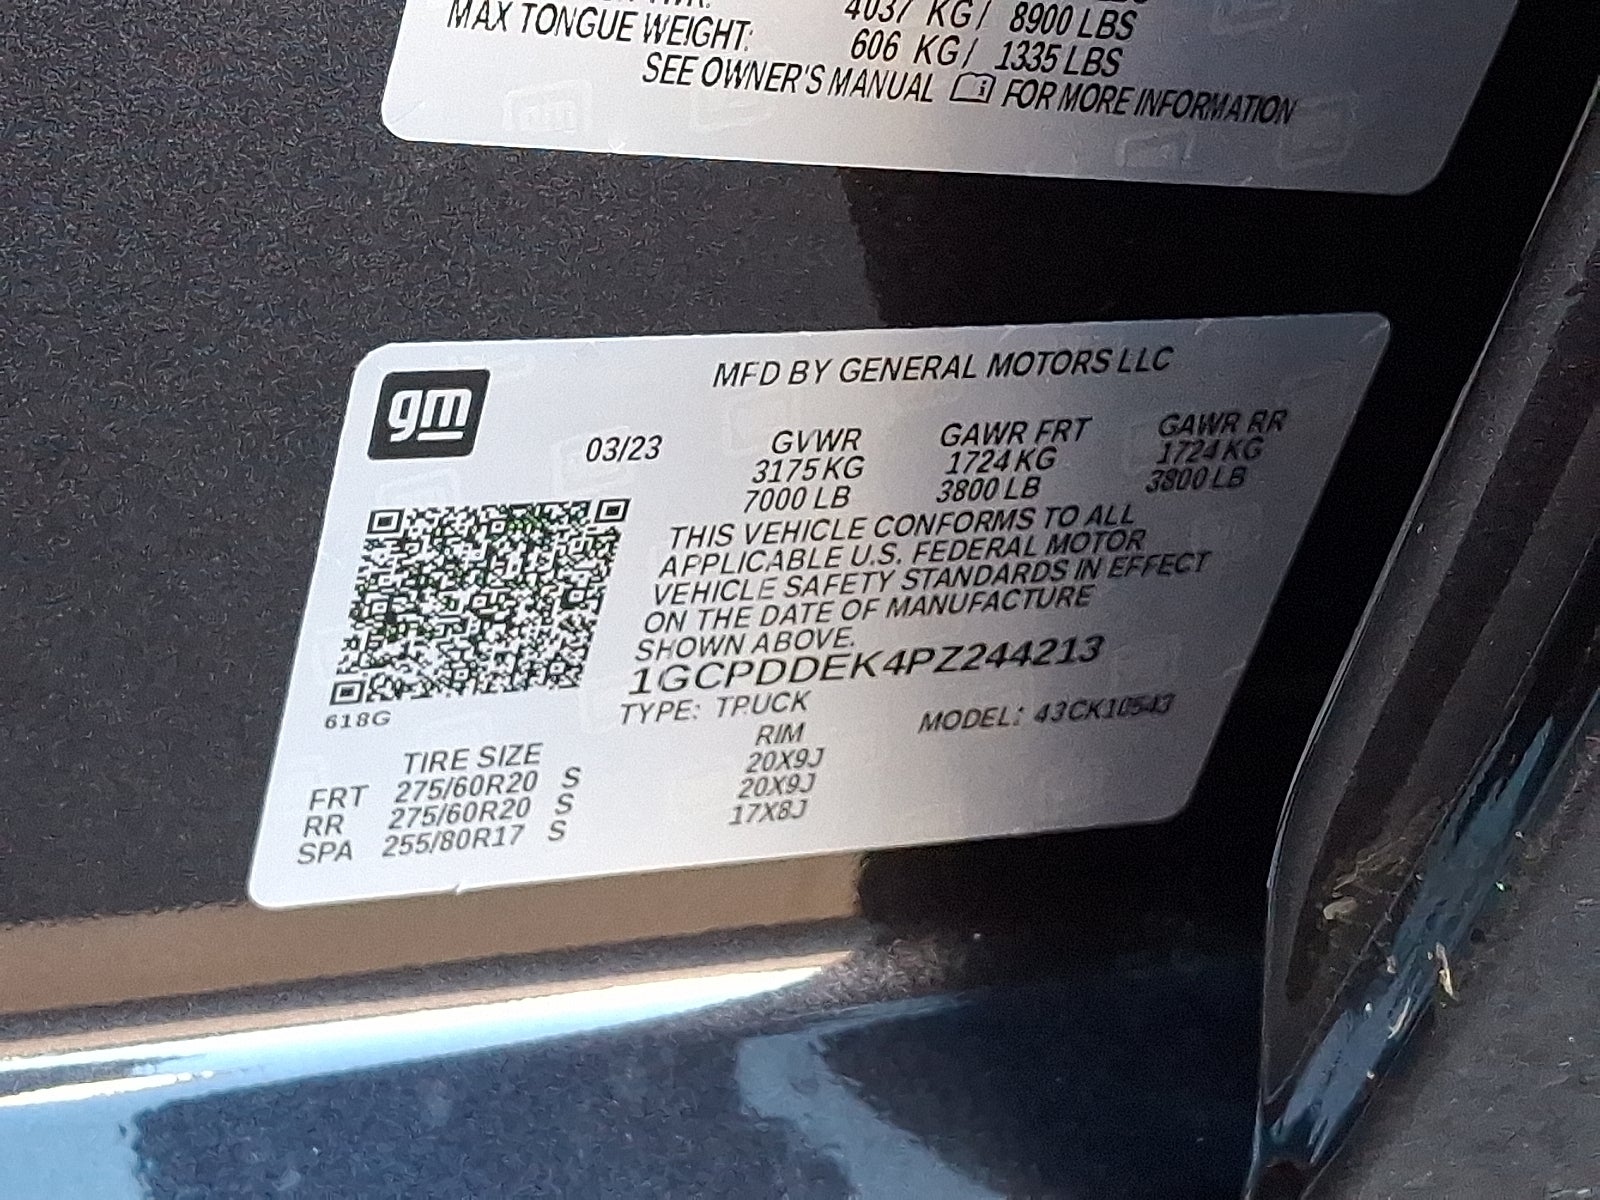 4037 KG/ 8900 LBS
MAX TONGUE WEIGHT: 606 KG/ 1335 LBS
SEE OWNER'S MANUAL FOR MORE INFORMATION
gm
MFD BY GENERAL MOTORS LLC
03/23 GVWR GAWR FRT GAWR RR
3175 KG 1724 KG 1724 KG
7000 LB 3800 LB 3800 LB
THIS VEHICLE CONFORMS TO ALL
APPLICABLE U.S. FEDERAL MOTOR
VEHICLE SAFETY STANDARDS IN EFFECT
ON THE DATE OF MANUFACTURE
SHOWN ABOVE.
1GCPDDEK4PZ244213
618G
TYPE: TRUCK MODEL: 43CK10543
TIRE SIZE RIM
FRT 275/60R20 S 20X9J
RR 275/60R20 S 20X9J
SPA 255/80R17 S 17X8J